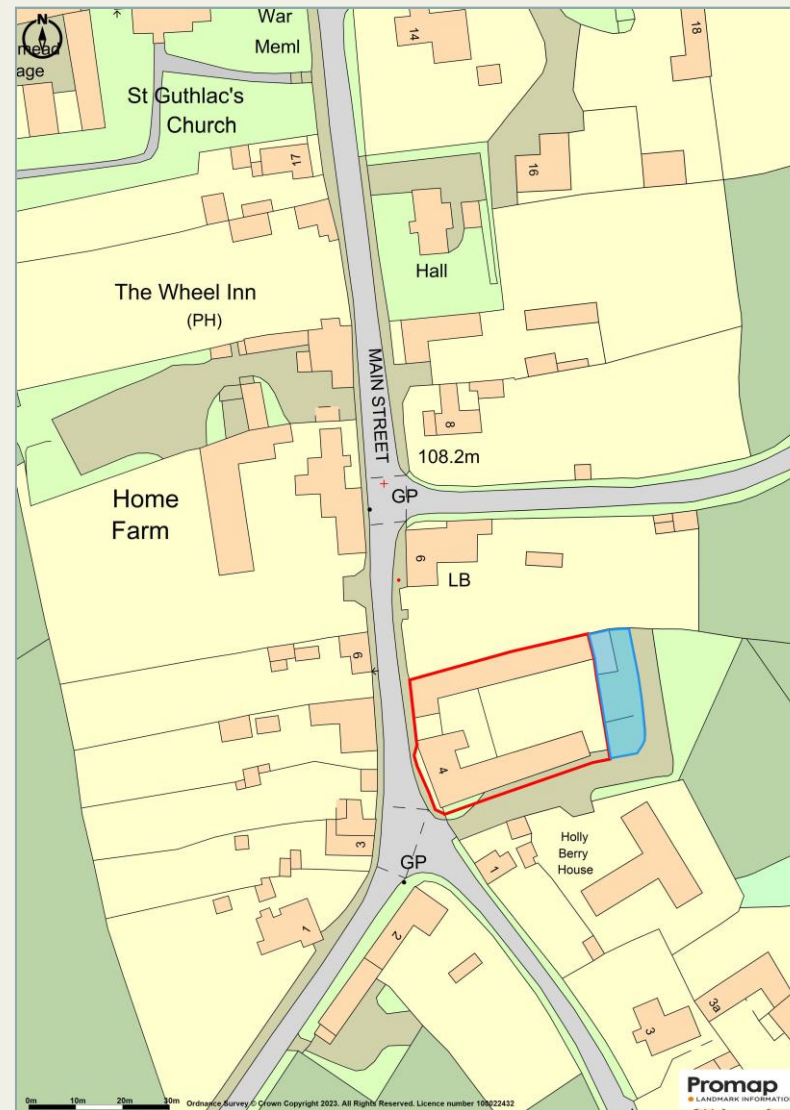 N
War
Meml
mead
age
St Guthlac's
Church
14
18
17
16
Hall
The Wheel Inn
(PH)
MAIN STREET
8
108.2m
GP
Home
Farm
6
LB
9
4
3
GP
Holly
Berry
House
1
2
3
3a
0m 10m 20m 30m
Ordnance Survey © Crown Copyright 2023. All Rights Reserved. Licence number 100022432
Promap
LANDMARK INFORMATION